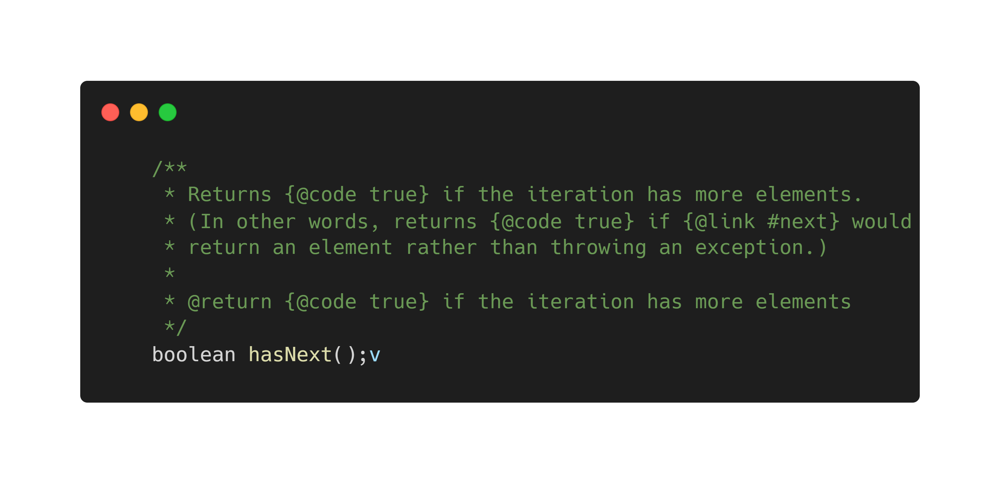 /**
 * Returns {@code true} if the iteration has more elements.
 * (In other words, returns {@code true} if {@link #next} would
 * return an element rather than throwing an exception.)
 *
 * @return {@code true} if the iteration has more elements
 */
boolean hasNext();v